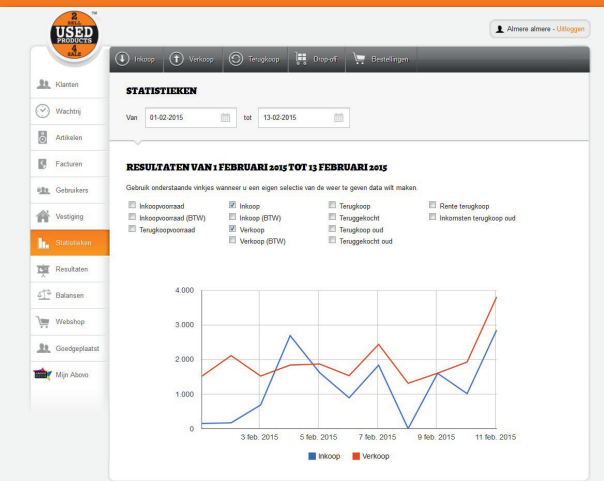 2
SELL
USED
PRODUCTS
4
SALE
TM
Almere almere - Uitloggen
Inkoop Verkoop Terugkoop Drop-off Bestellingen
Klanten
Wachtrij
Artikelen
Facturen
Gebruikers
Vestiging
Statistieken
Resultaten
Balansen
Webshop
Goedgeplaatst
Mijn Abovo
STATISTIEKEN
Van 01-02-2015 tot 13-02-2015
RESULTATEN VAN 1 FEBRUARI 2015 TOT 13 FEBRUARI 2015
Gebruik onderstaande vinkjes wanneer u een eigen selectie van de weer te geven data wilt maken.
Inkoopvoorraad Inkoop Terugkoop Rente terugkoop
Inkoopvoorraad (BTW) Inkoop (BTW) Teruggekocht Inkomsten terugkoop oud
Terugkoopvoorraad Verkoop Terugkoop oud
Verkoop (BTW) Teruggekocht oud
4.000
3.000
2.000
1.000
0
3 feb. 2015 5 feb. 2015 7 feb. 2015 9 feb. 2015 11 feb. 2015
Inkoop Verkoop